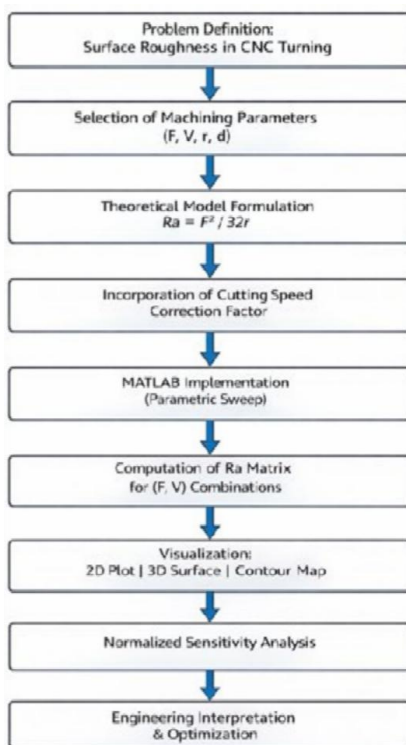 Problem Definition:
Surface Roughness in CNC Turning
Selection of Machining Parameters
(F, V, r, d)
Theoretical Model Formulation
Ra = F² / 32r
Incorporation of Cutting Speed
Correction Factor
MATLAB Implementation
(Parametric Sweep)
Computation of Ra Matrix
for (F, V) Combinations
Visualization:
2D Plot | 3D Surface | Contour Map
Normalized Sensitivity Analysis
Engineering Interpretation
& Optimization